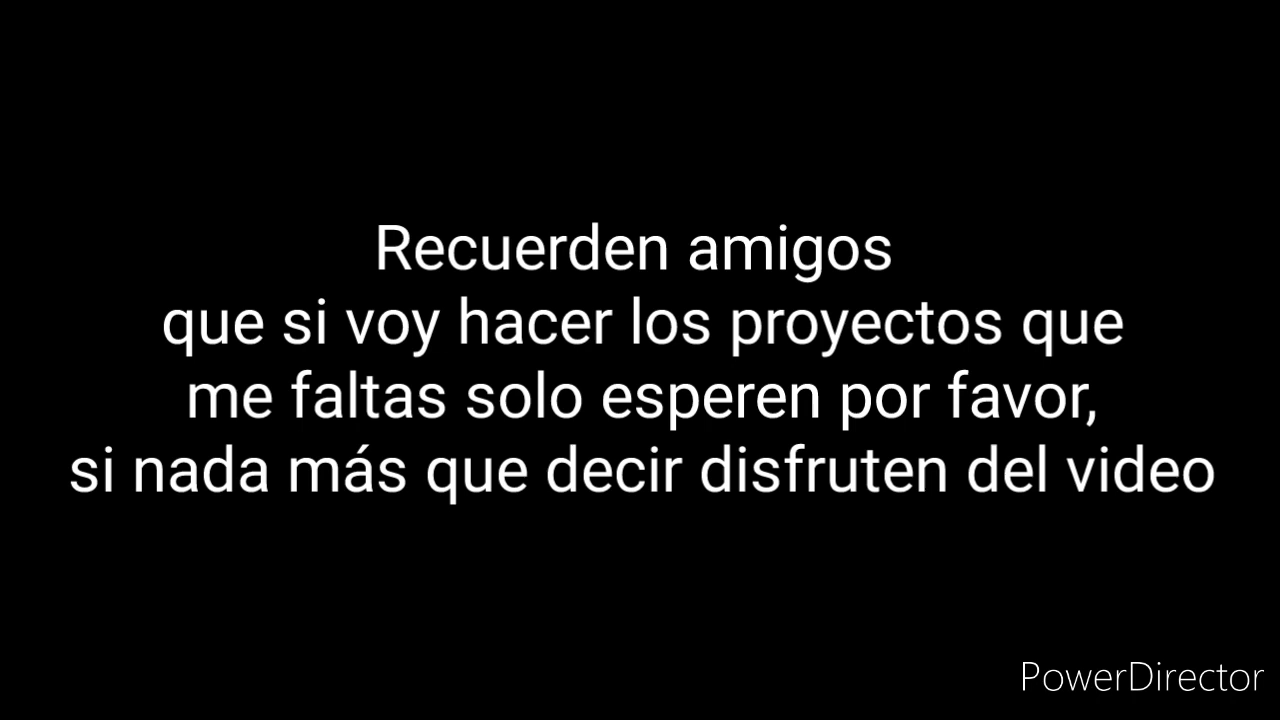 Recuerden amigos
que si voy hacer los proyectos que
me faltas solo esperen por favor,
si nada más que decir disfruten del video
PowerDirector